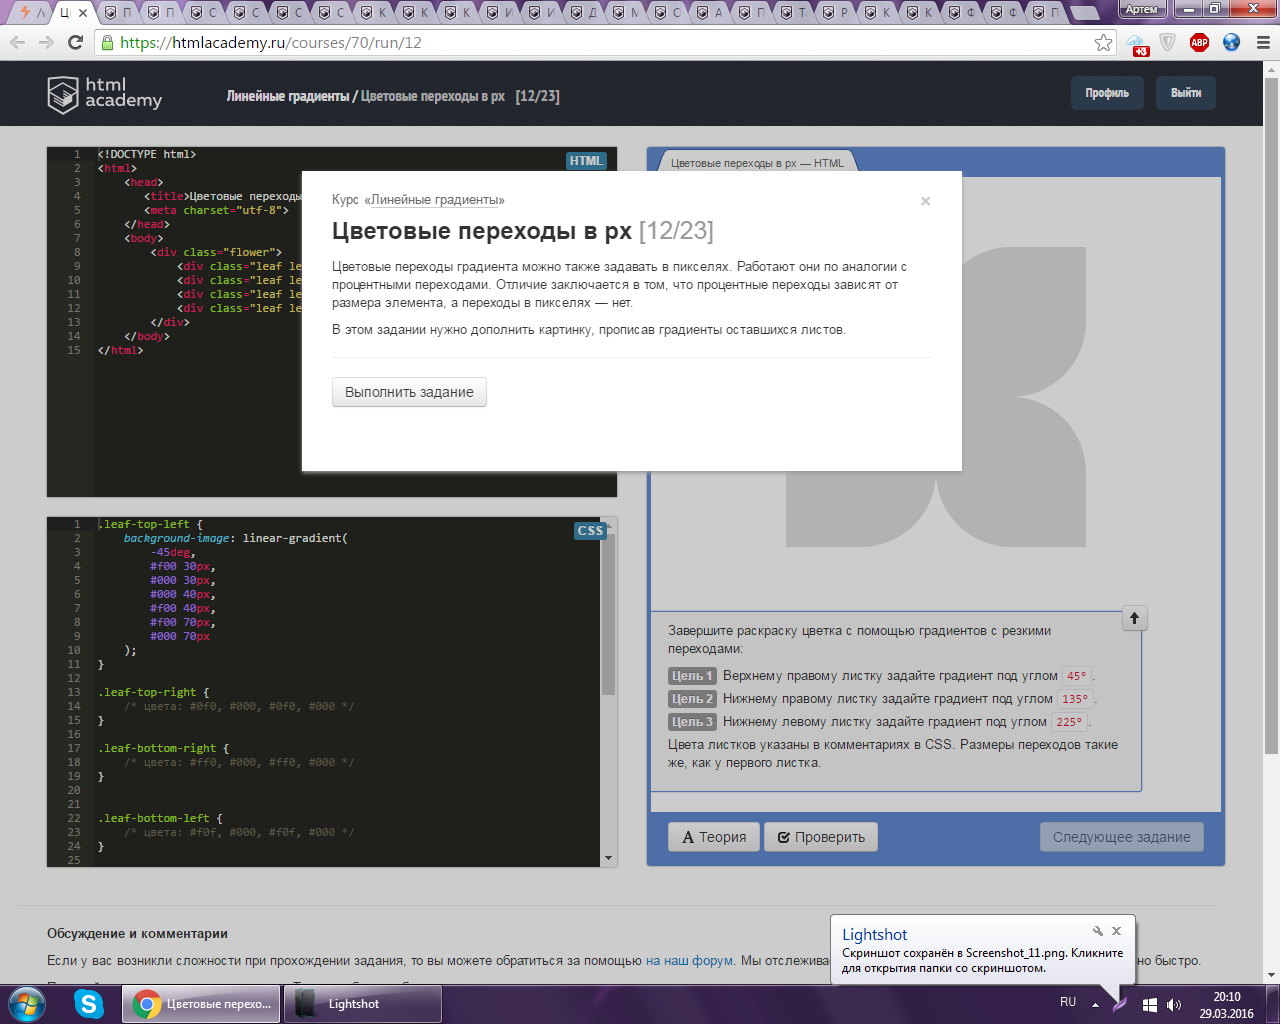 Артем
https://htmlacademy.ru/courses/70/run/12
+3
ABP
html
academy
Линейные градиенты / Цветовые переходы в px [12/23]
Профиль
Выйти
HTML
1 <!DOCTYPE html>
2 <html>
3 <head>
4 <title>Цветовые переходы
5 <meta charset="utf-8">
6 </head>
7 <body>
8 <div class="flower">
9 <div class="leaf le
10 <div class="leaf le
11 <div class="leaf le
12 <div class="leaf le
13 </div>
14 </body>
15 </html>
Цветовые переходы в px — HTML
Курс «Линейные градиенты»
×
Цветовые переходы в px [12/23]
Цветовые переходы градиента можно также задавать в пикселях. Работают они по аналогии с
процентными переходами. Отличие заключается в том, что процентные переходы зависят от
размера элемента, а переходы в пикселях — нет.
В этом задании нужно дополнить картинку, прописав градиенты оставшихся листов.
Выполнить задание
CSS
1 .leaf-top-left {
2 background-image: linear-gradient(
3 -45deg,
4 #f00 30px,
5 #000 30px,
6 #000 40px,
7 #f00 40px,
8 #f00 70px,
9 #000 70px
10 );
11 }
12
13 .leaf-top-right {
14 /* цвета: #0f0, #000, #0f0, #000 */
15 }
16
17 .leaf-bottom-right {
18 /* цвета: #ff0, #000, #ff0, #000 */
19 }
20
21
22 .leaf-bottom-left {
23 /* цвета: #f0f, #000, #f0f, #000 */
24 }
25
Завершите раскраску цветка с помощью градиентов с резкими
переходами:
Цель 1 Верхнему правому листку задайте градиент под углом 45°.
Цель 2 Нижнему правому листку задайте градиент под углом 135°.
Цель 3 Нижнему левому листку задайте градиент под углом 225°.
Цвета листков указаны в комментариях в CSS. Размеры переходов такие
же, как у первого листка.
Теория
Проверить
Следующее задание
Обсуждение и комментарии
Если у вас возникли сложности при прохождении задания, то вы можете обратиться за помощью на наш форум. Мы отслежива
но быстро.
Lightshot
Скриншот сохранён в Screenshot_11.png. Кликните
для открытия папки со скриншотом.
Цветовые перехо...
Lightshot
RU
20:10
29.03.2016